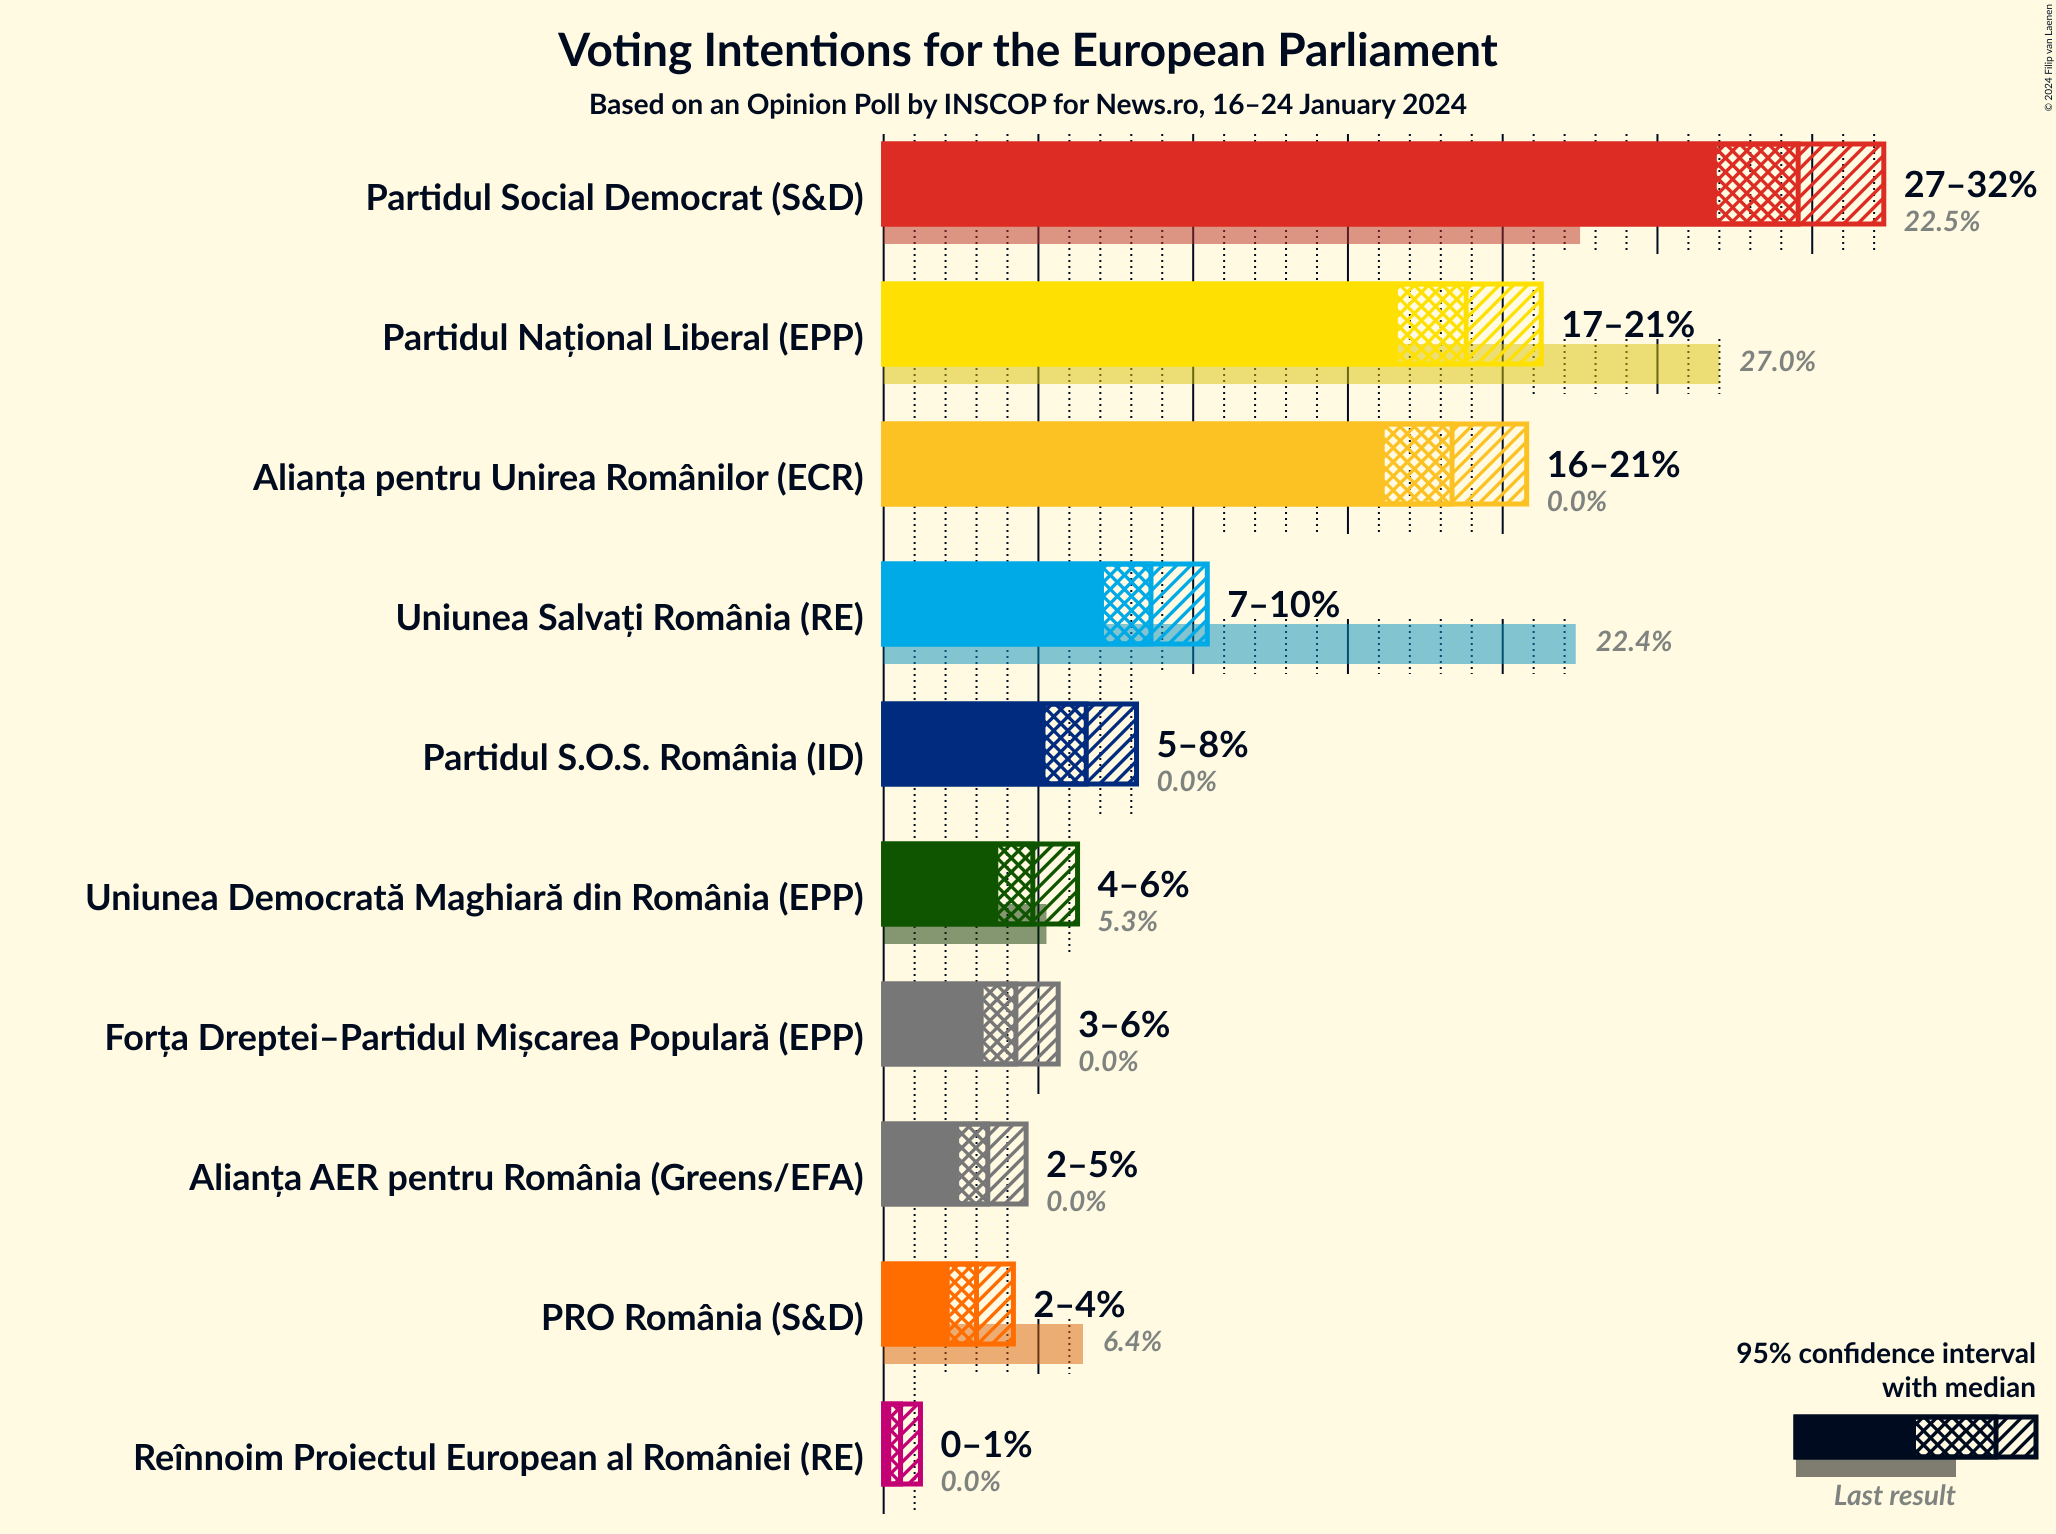 Voting Intentions for the European Parliament
Based on an Opinion Poll by INSCOP for News.ro, 16–24 January 2024
© 2024 Filip van Laenen
Partidul Social Democrat (S&D)
27–32%
22.5%
Partidul Național Liberal (EPP)
17–21%
27.0%
Alianța pentru Unirea Românilor (ECR)
16–21%
0.0%
Uniunea Salvați România (RE)
7–10%
22.4%
Partidul S.O.S. România (ID)
5–8%
0.0%
Uniunea Democrată Maghiară din România (EPP)
4–6%
5.3%
Forța Dreptei–Partidul Mișcarea Populară (EPP)
3–6%
0.0%
Alianța AER pentru România (Greens/EFA)
2–5%
0.0%
PRO România (S&D)
2–4%
6.4%
Reînnoim Proiectul European al României (RE)
0–1%
0.0%
95% confidence interval
with median
Last result